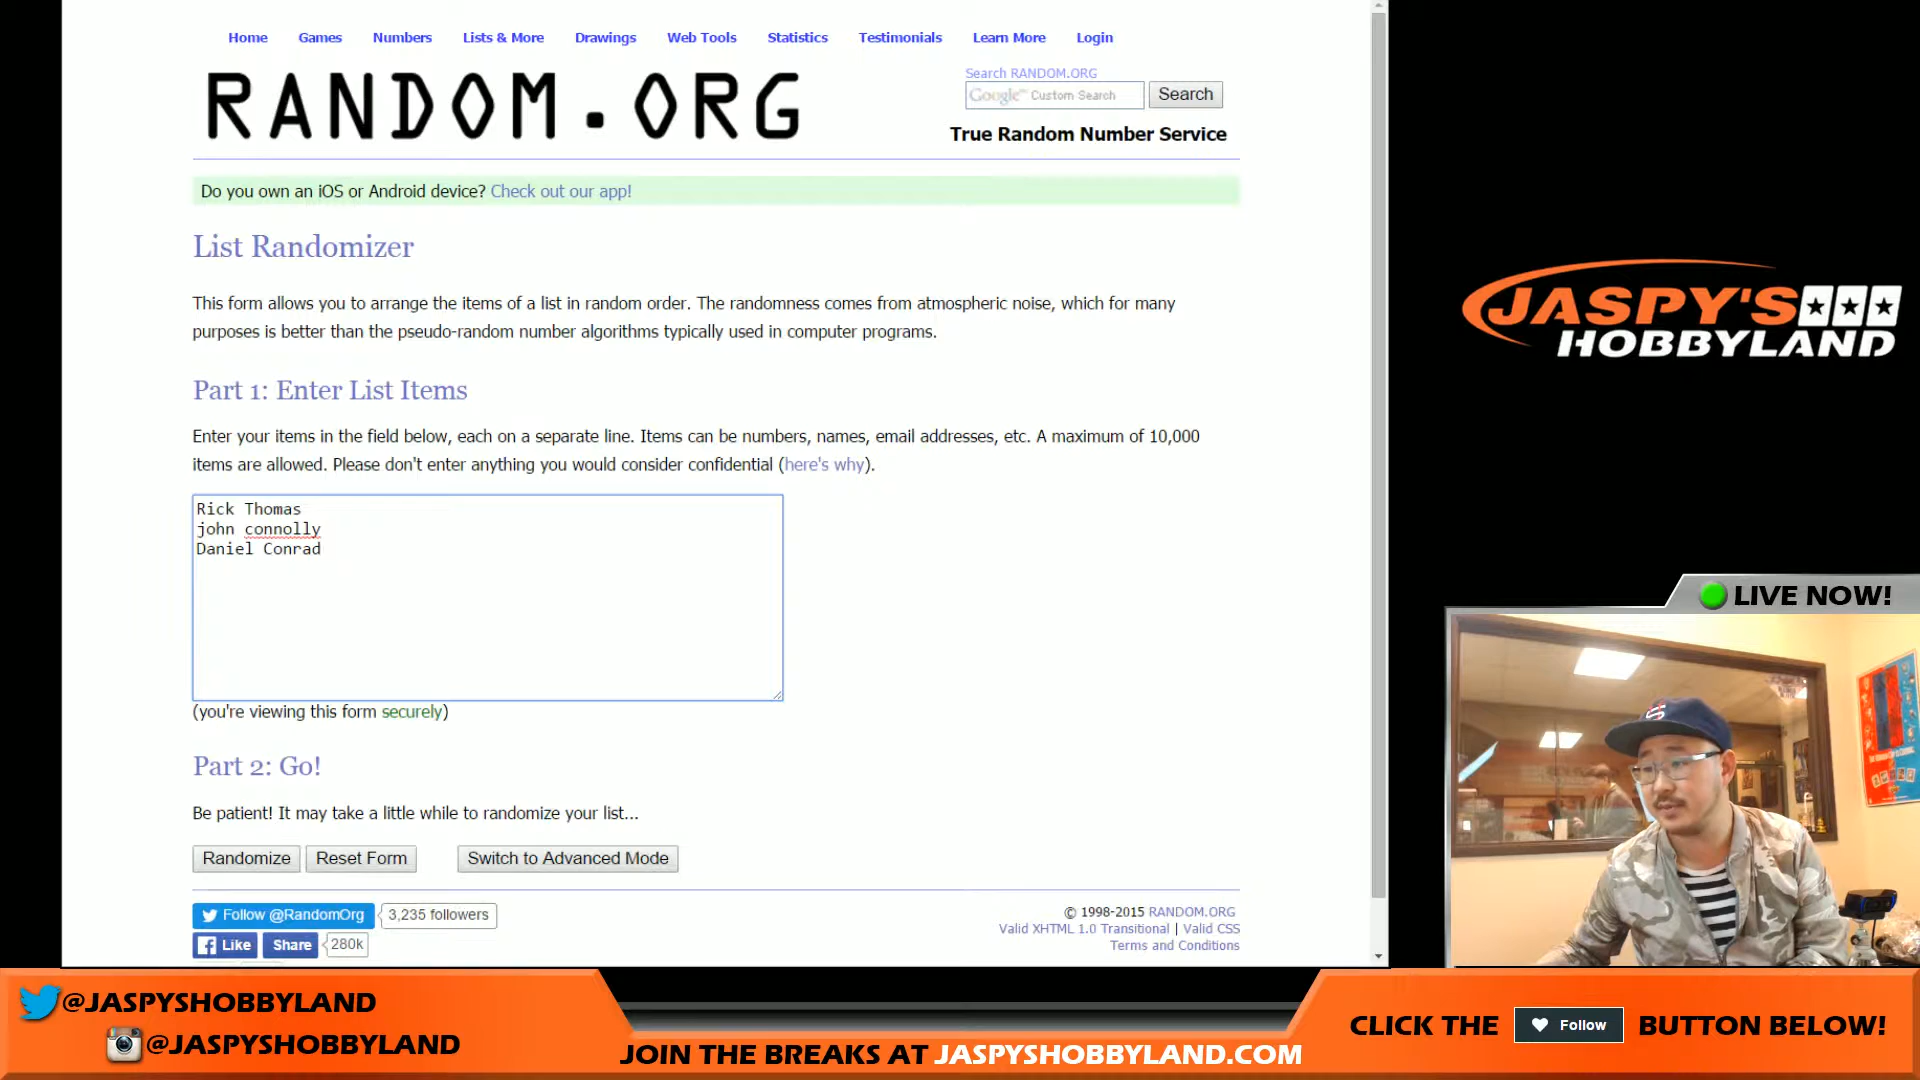 Home Games Numbers Lists & More Drawings Web Tools Statistics Testimonials Learn More Login
RANDOM.ORG
Search RANDOM.ORG
Google™ Custom Search Search
True Random Number Service
Do you own an iOS or Android device? Check out our app!
List Randomizer
This form allows you to arrange the items of a list in random order. The randomness comes from atmospheric noise, which for many
purposes is better than the pseudo-random number algorithms typically used in computer programs.
Part 1: Enter List Items
Enter your items in the field below, each on a separate line. Items can be numbers, names, email addresses, etc. A maximum of 10,000
items are allowed. Please don't enter anything you would consider confidential (here's why).
Rick Thomas
john connolly
Daniel Conrad
(you're viewing this form securely)
Part 2: Go!
Be patient! It may take a little while to randomize your list...
Randomize Reset Form Switch to Advanced Mode
Follow @RandomOrg 3,235 followers
Like Share 280k
© 1998-2015 RANDOM.ORG
Valid XHTML 1.0 Transitional | Valid CSS
Terms and Conditions
JASPY'S
HOBBYLAND
LIVE NOW!
@JASPYSHOBBYLAND
@JASPYSHOBBYLAND
JOIN THE BREAKS AT JASPYSHOBBYLAND.COM
CLICK THE Follow BUTTON BELOW!